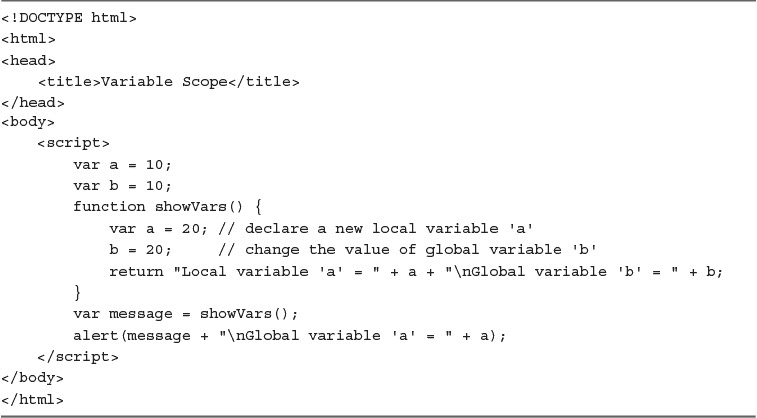 <!DOCTYPE html>
<html>
<head>
    <title>Variable Scope</title>
</head>
<body>
    <script>
        var a = 10;
        var b = 10;
        function showVars() {
            var a = 20; // declare a new local variable 'a'
            b = 20;     // change the value of global variable 'b'
            return "Local variable 'a' = " + a + "\nGlobal variable 'b' = " + b;
        }
        var message = showVars();
        alert(message + "\nGlobal variable 'a' = " + a);
    </script>
</body>
</html>